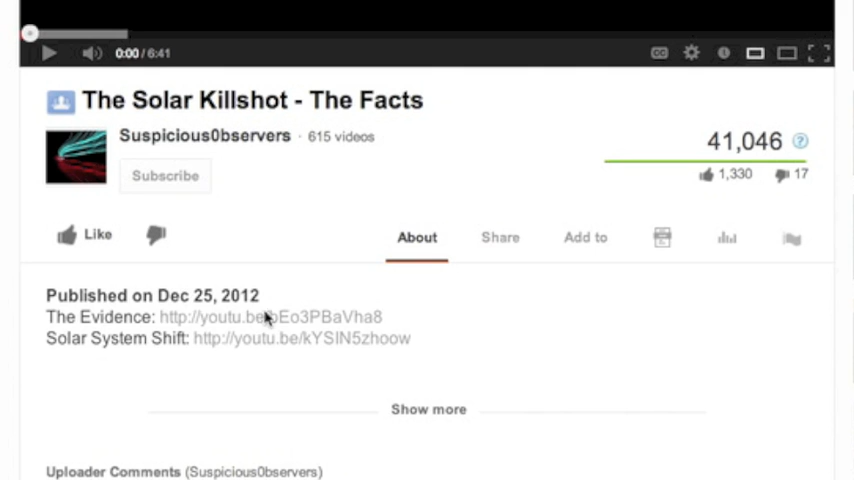 0:00 / 6:41
The Solar Killshot - The Facts
Suspicious0bservers · 615 videos
Subscribe
41,046
1,330 17
Like
About Share Add to
Published on Dec 25, 2012
The Evidence: http://youtu.be/bEo3PBaVha8
Solar System Shift: http://youtu.be/kYSIN5zhoow
Show more
Uploader Comments (Suspicious0bservers)